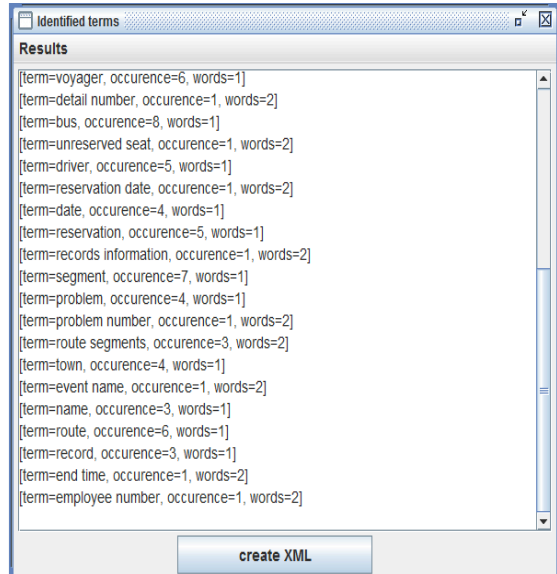 Identified terms
Results
[term=voyager, occurence=6, words=1]
[term=detail number, occurence=1, words=2]
[term=bus, occurence=8, words=1]
[term=unreserved seat, occurence=1, words=2]
[term=driver, occurence=5, words=1]
[term=reservation date, occurence=1, words=2]
[term=date, occurence=4, words=1]
[term=reservation, occurence=5, words=1]
[term=records information, occurence=1, words=2]
[term=segment, occurence=7, words=1]
[term=problem, occurence=4, words=1]
[term=problem number, occurence=1, words=2]
[term=route segments, occurence=3, words=2]
[term=town, occurence=4, words=1]
[term=event name, occurence=1, words=2]
[term=name, occurence=3, words=1]
[term=route, occurence=6, words=1]
[term=record, occurence=3, words=1]
[term=end time, occurence=1, words=2]
[term=employee number, occurence=1, words=2]
create XML